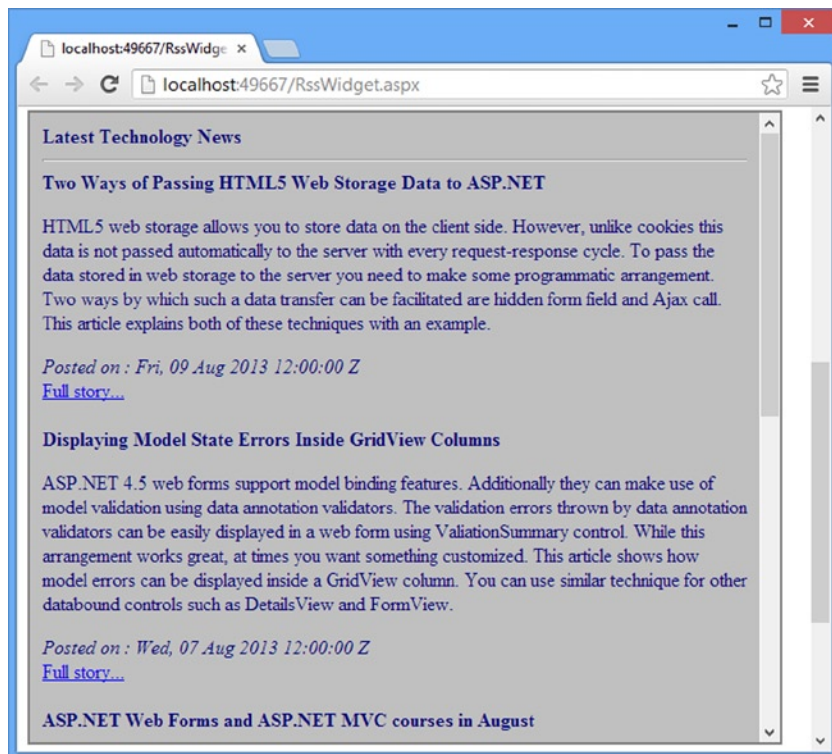 localhost:49667/RssWidge
localhost:49667/RssWidget.aspx
Latest Technology News
Two Ways of Passing HTML5 Web Storage Data to ASP.NET
HTML5 web storage allows you to store data on the client side. However, unlike cookies this
data is not passed automatically to the server with every request-response cycle. To pass the
data stored in web storage to the server you need to make some programmatic arrangement.
Two ways by which such a data transfer can be facilitated are hidden form field and Ajax call.
This article explains both of these techniques with an example.
Posted on : Fri, 09 Aug 2013 12:00:00 Z
Full story...
Displaying Model State Errors Inside GridView Columns
ASP.NET 4.5 web forms support model binding features. Additionally they can make use of
model validation using data annotation validators. The validation errors thrown by data annotation
validators can be easily displayed in a web form using ValiationSummary control. While this
arrangement works great, at times you want something customized. This article shows how
model errors can be displayed inside a GridView column. You can use similar technique for other
databound controls such as DetailsView and FormView.
Posted on : Wed, 07 Aug 2013 12:00:00 Z
Full story...
ASP.NET Web Forms and ASP.NET MVC courses in August